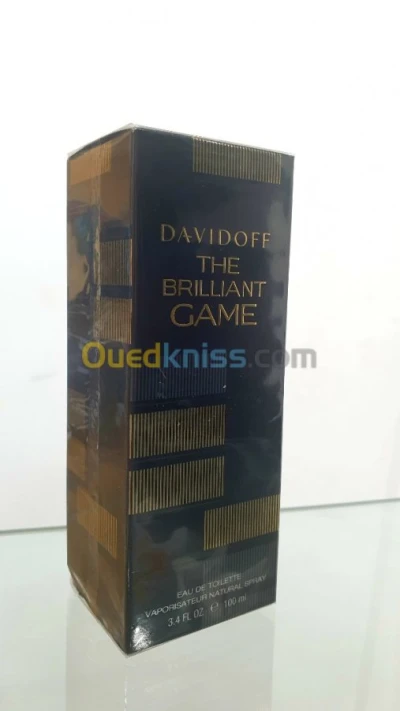 DAVIDOFF
THE
BRILLIANT
GAME
Ouedkniss.com
EAU DE TOILETTE
VAPORISATEUR NATURAL SPRAY
3.4 FL OZ ℮ 100 ml